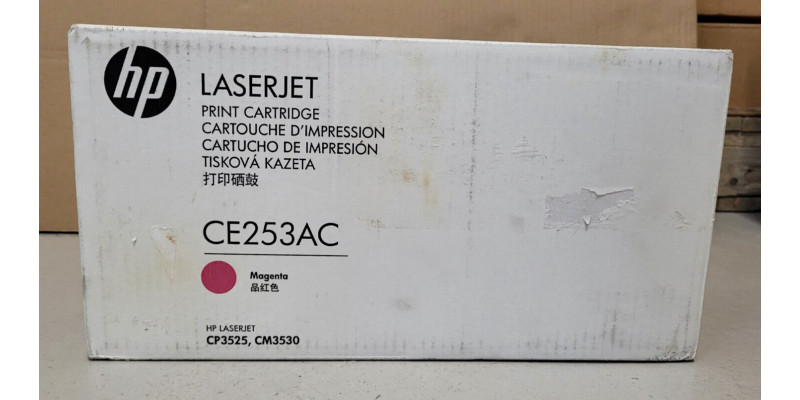 hp
LASERJET
PRINT CARTRIDGE
CARTOUCHE D'IMPRESSION
CARTUCHO DE IMPRESIÓN
TISKOVÁ KAZETA
打印硒鼓
CE253AC
Magenta
品红色
HP LASERJET
CP3525, CM3530